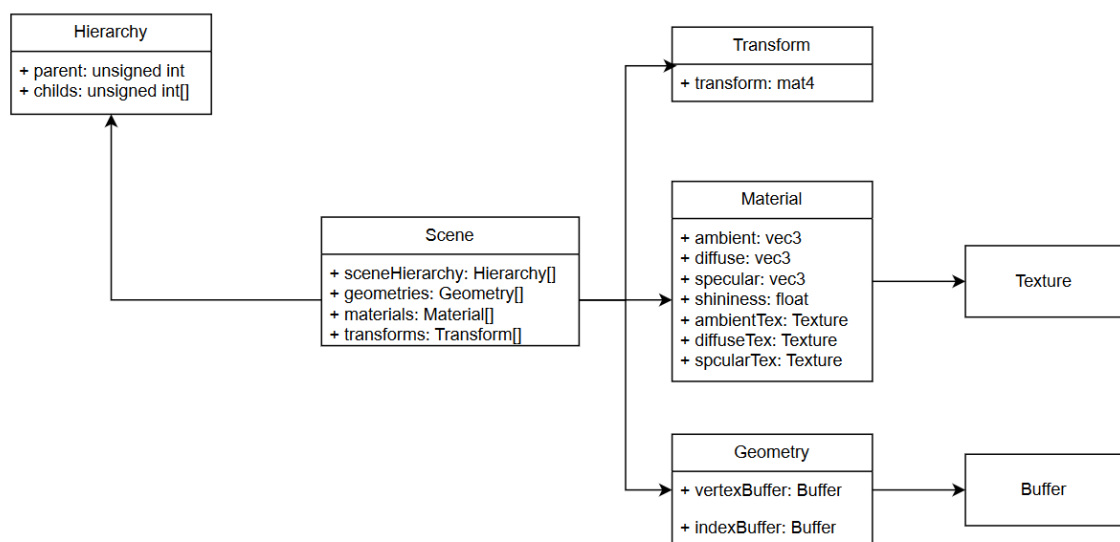 Hierarchy
+ parent: unsigned int
+ childs: unsigned int[]
Transform
+ transform: mat4
Scene
+ sceneHierarchy: Hierarchy[]
+ geometries: Geometry[]
+ materials: Material[]
+ transforms: Transform[]
Material
+ ambient: vec3
+ diffuse: vec3
+ specular: vec3
+ shininess: float
+ ambientTex: Texture
+ diffuseTex: Texture
+ spcularTex: Texture
Texture
Geometry
+ vertexBuffer: Buffer
+ indexBuffer: Buffer
Buffer